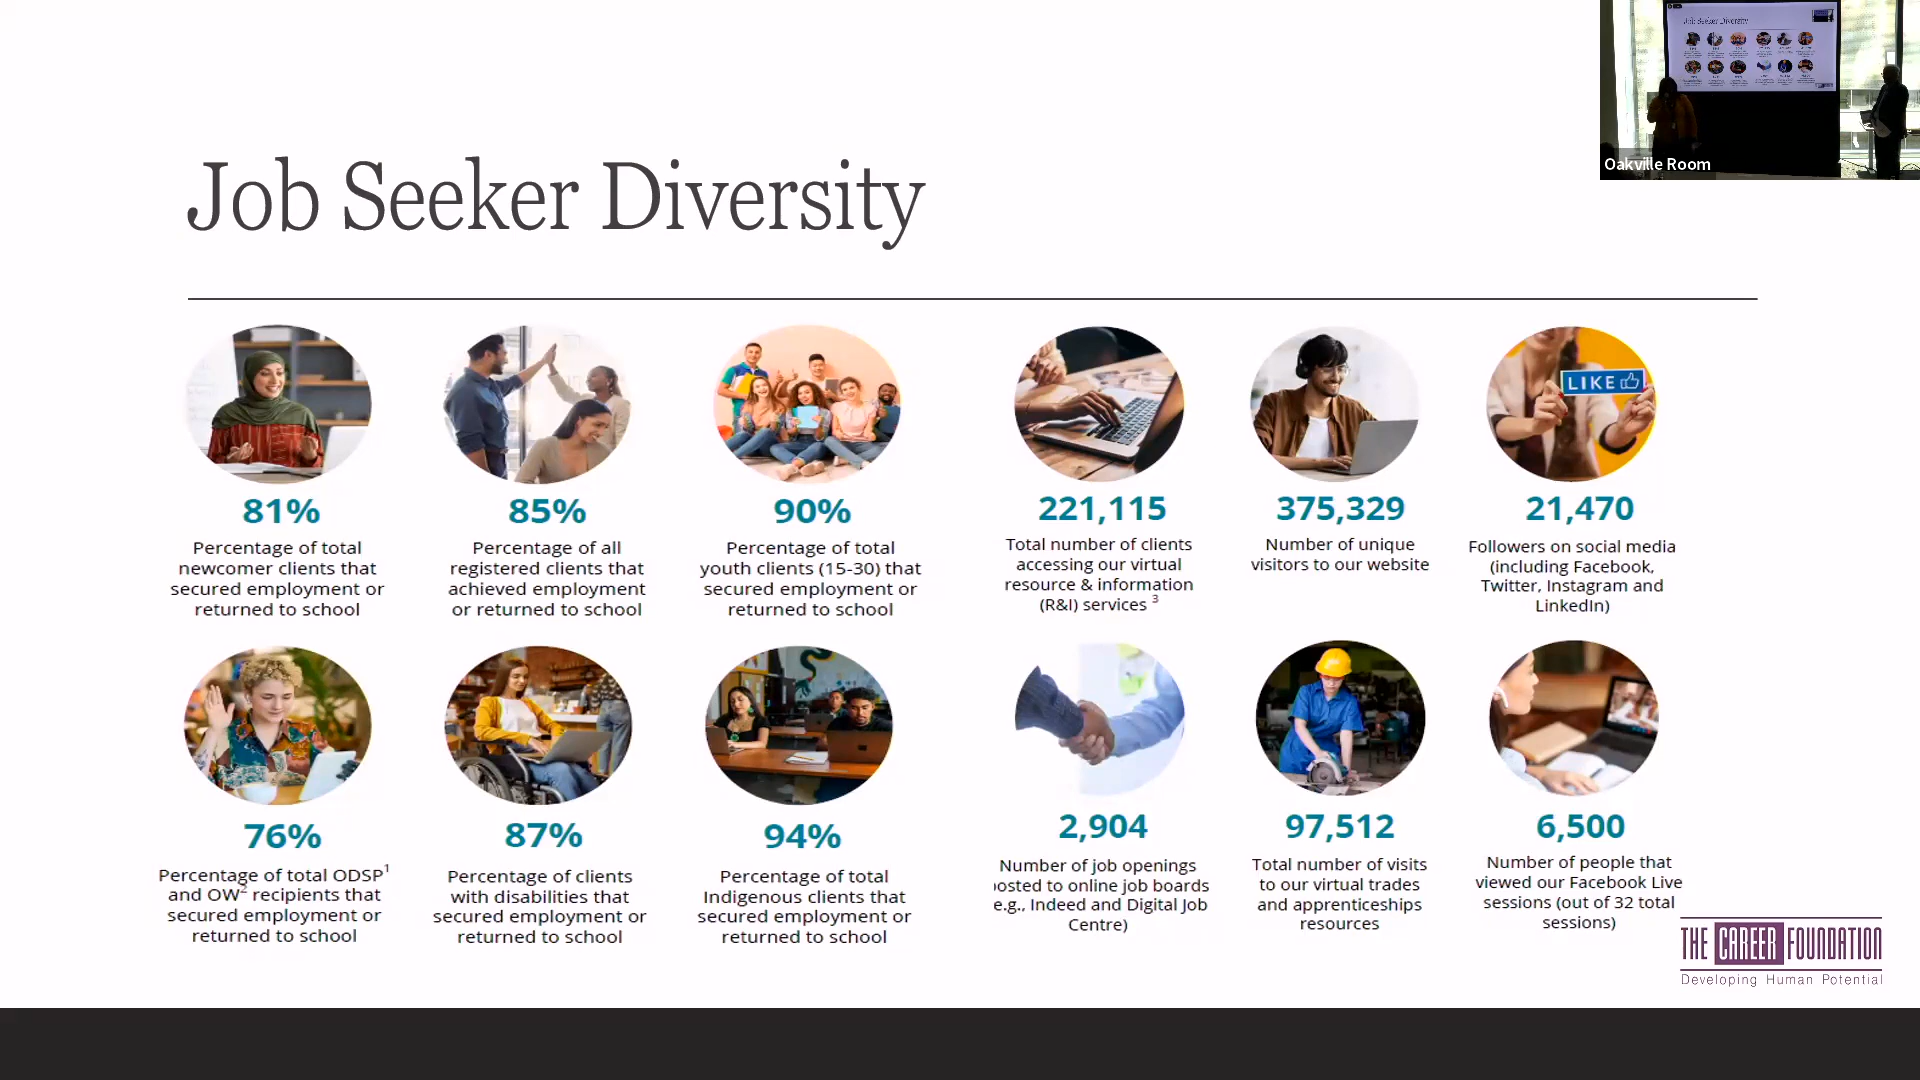 Job Seeker Diversity
Oakville Room
LIKE
81%
Percentage of total
newcomer clients that
secured employment or
returned to school
85%
Percentage of all
registered clients that
achieved employment
or returned to school
90%
Percentage of total
youth clients (15-30) that
secured employment or
returned to school
221,115
Total number of clients
accessing our virtual
resource & information
(R&I) services 3
375,329
Number of unique
visitors to our website
21,470
Followers on social media
(including Facebook,
Twitter, Instagram and
LinkedIn)
76%
Percentage of total ODSP1
and OW2 recipients that
secured employment or
returned to school
87%
Percentage of clients
with disabilities that
secured employment or
returned to school
94%
Percentage of total
Indigenous clients that
secured employment or
returned to school
2,904
Number of job openings
posted to online job boards
e.g., Indeed and Digital Job
Centre)
97,512
Total number of visits
to our virtual trades
and apprenticeships
resources
6,500
Number of people that
viewed our Facebook Live
sessions (out of 32 total
sessions)
THE CAREER FOUNDATION
Developing Human Potential